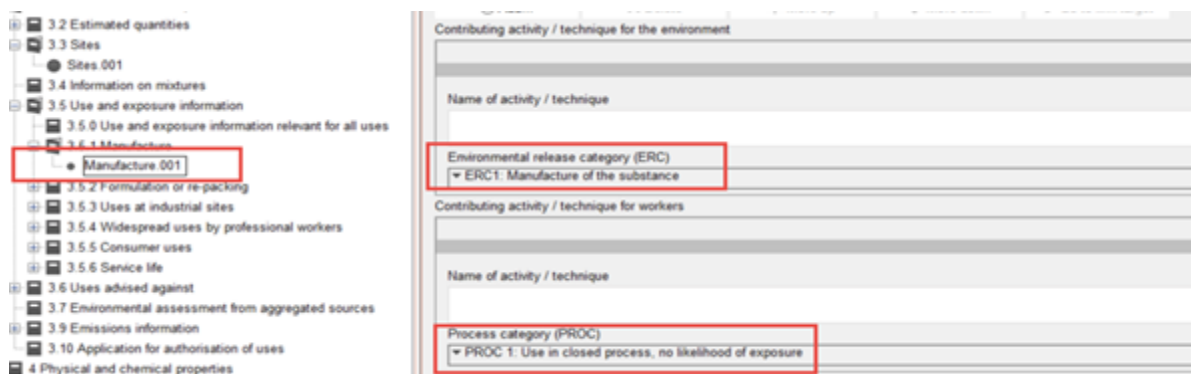 3.2 Estimated quantities
3.3 Sites
Sites.001
3.4 Information on mixtures
3.5 Use and exposure information
3.5.0 Use and exposure information relevant for all uses
3.5.1 Manufacture
Manufacture.001
3.5.2 Formulation or re-packing
3.5.3 Uses at industrial sites
3.5.4 Widespread uses by professional workers
3.5.5 Consumer uses
3.5.6 Service life
3.6 Uses advised against
3.7 Environmental assessment from aggregated sources
3.9 Emissions information
3.10 Application for authorisation of uses
4 Physical and chemical properties
Contributing activity / technique for the environment
Name of activity / technique
Environmental release category (ERC)
ERC1: Manufacture of the substance
Contributing activity / technique for workers
Name of activity / technique
Process category (PROC)
PROC 1: Use in closed process, no likelihood of exposure